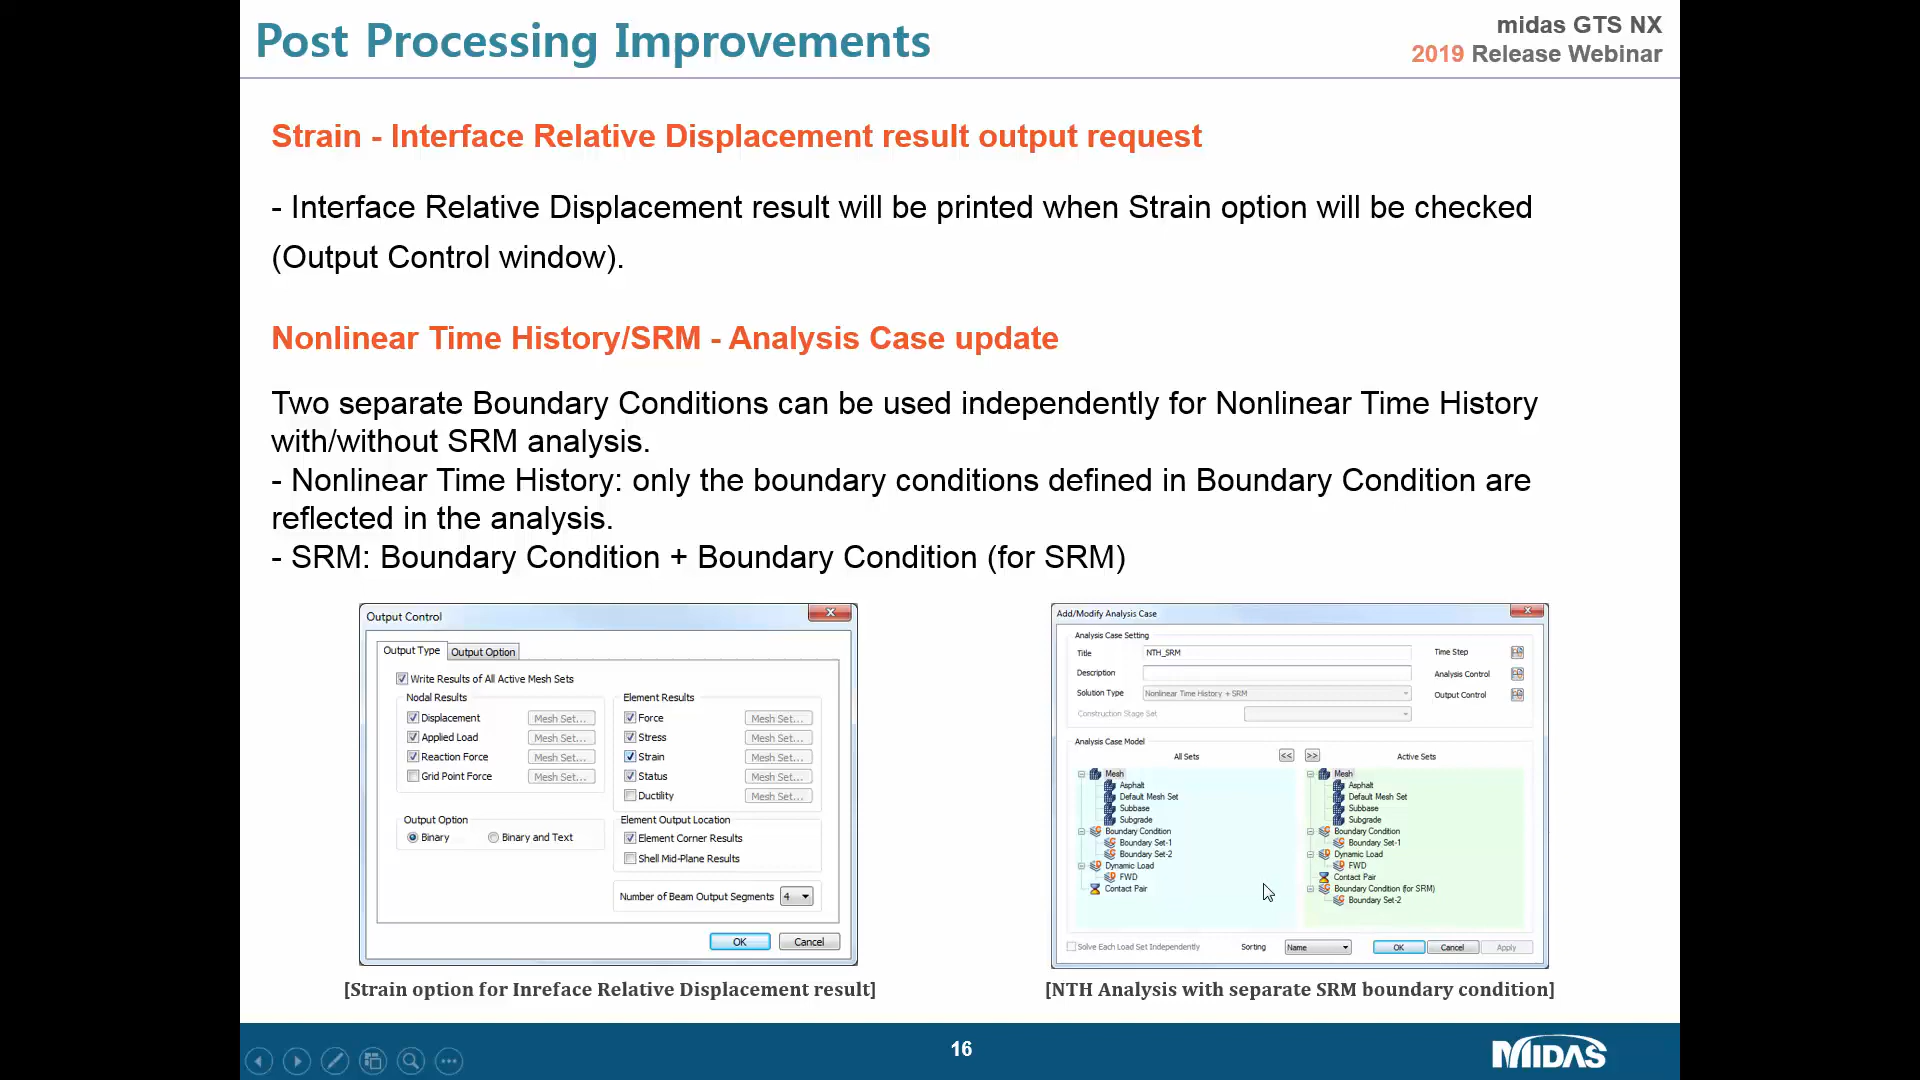 Post Processing Improvements
midas GTS NX
2019 Release Webinar
Strain - Interface Relative Displacement result output request
- Interface Relative Displacement result will be printed when Strain option will be checked
(Output Control window).
Nonlinear Time History/SRM - Analysis Case update
Two separate Boundary Conditions can be used independently for Nonlinear Time History
with/without SRM analysis.
- Nonlinear Time History: only the boundary conditions defined in Boundary Condition are
reflected in the analysis.
- SRM: Boundary Condition + Boundary Condition (for SRM)
Output Control
Output Type
Output Option
Write Results of All Active Mesh Sets
Nodal Results
Displacement Mesh Set...
Applied Load Mesh Set...
Reaction Force Mesh Set...
Grid Point Force Mesh Set...
Output Option
Binary
Binary and Text
Element Results
Force Mesh Set...
Stress Mesh Set...
Strain Mesh Set...
Status Mesh Set...
Ductility Mesh Set...
Element Output Location
Element Corner Results
Shell Mid-Plane Results
Number of Beam Output Segments 4
OK
Cancel
[Strain option for Inreface Relative Displacement result]
Add/Modify Analysis Case
Analysis Case Setting
Title NTH_SRM
Description
Solution Type Nonlinear Time History + SRM
Construction Stage Set
Time Step
Analysis Control
Output Control
Analysis Case Model
All Sets
<<
>>
Active Sets
Mesh
Asphalt
Default Mesh Set
Subbase
Subgrade
Boundary Condition
Boundary Set-1
Boundary Set-2
Dynamic Load
FWD
Contact Pair
Mesh
Asphalt
Default Mesh Set
Subbase
Subgrade
Boundary Condition
Boundary Set-1
Dynamic Load
FWD
Contact Pair
Boundary Condition (for SRM)
Boundary Set-2
Solve Each Load Set Independently
Sorting
Name
OK
Cancel
Apply
[NTH Analysis with separate SRM boundary condition]
16
MIDAS